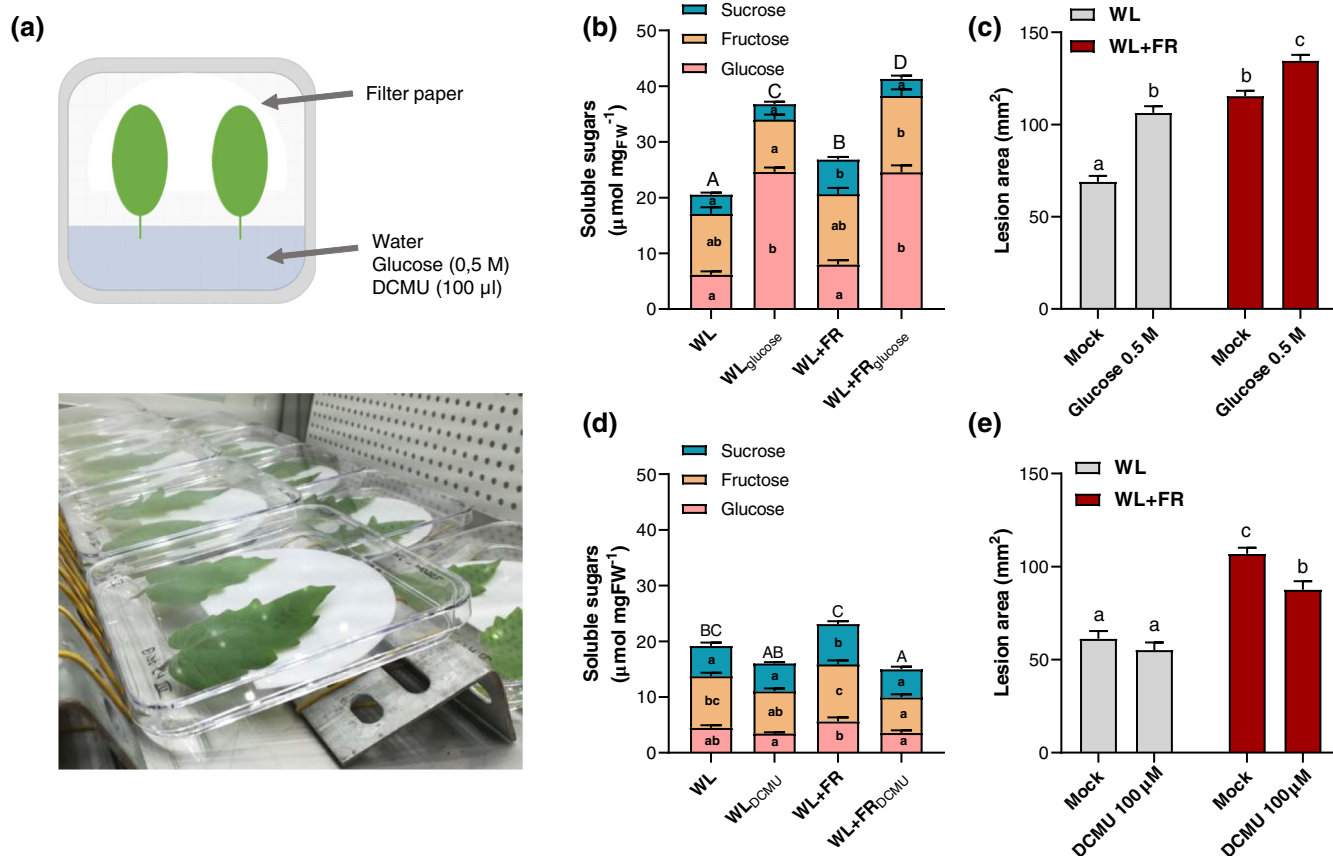 (a)
Filter paper
Water
Glucose (0,5 M)
DCMU (100 µl)
(b)
Sucrose
Fructose
Glucose
Soluble sugars
(µmol mgFW-1)
50
40
30
20
10
0
A
a
ab
a
C
a
a
b
B
b
ab
a
D
a
b
b
WL
WLglucose
WL+FR
WL+FRglucose
(c)
WL
WL+FR
Lesion area (mm2)
150
100
50
0
a
b
b
c
Mock
Glucose 0.5 M
Mock
Glucose 0.5 M
(d)
Sucrose
Fructose
Glucose
Soluble sugars
(µmol mgFW-1)
50
40
30
20
10
0
BC
a
bc
ab
AB
a
ab
a
C
b
c
b
A
a
a
a
WL
WLDCMU
WL+FR
WL+FRDCMU
(e)
WL
WL+FR
Lesion area (mm2)
150
100
50
0
a
a
c
b
Mock
DCMU 100 µM
Mock
DCMU 100µM